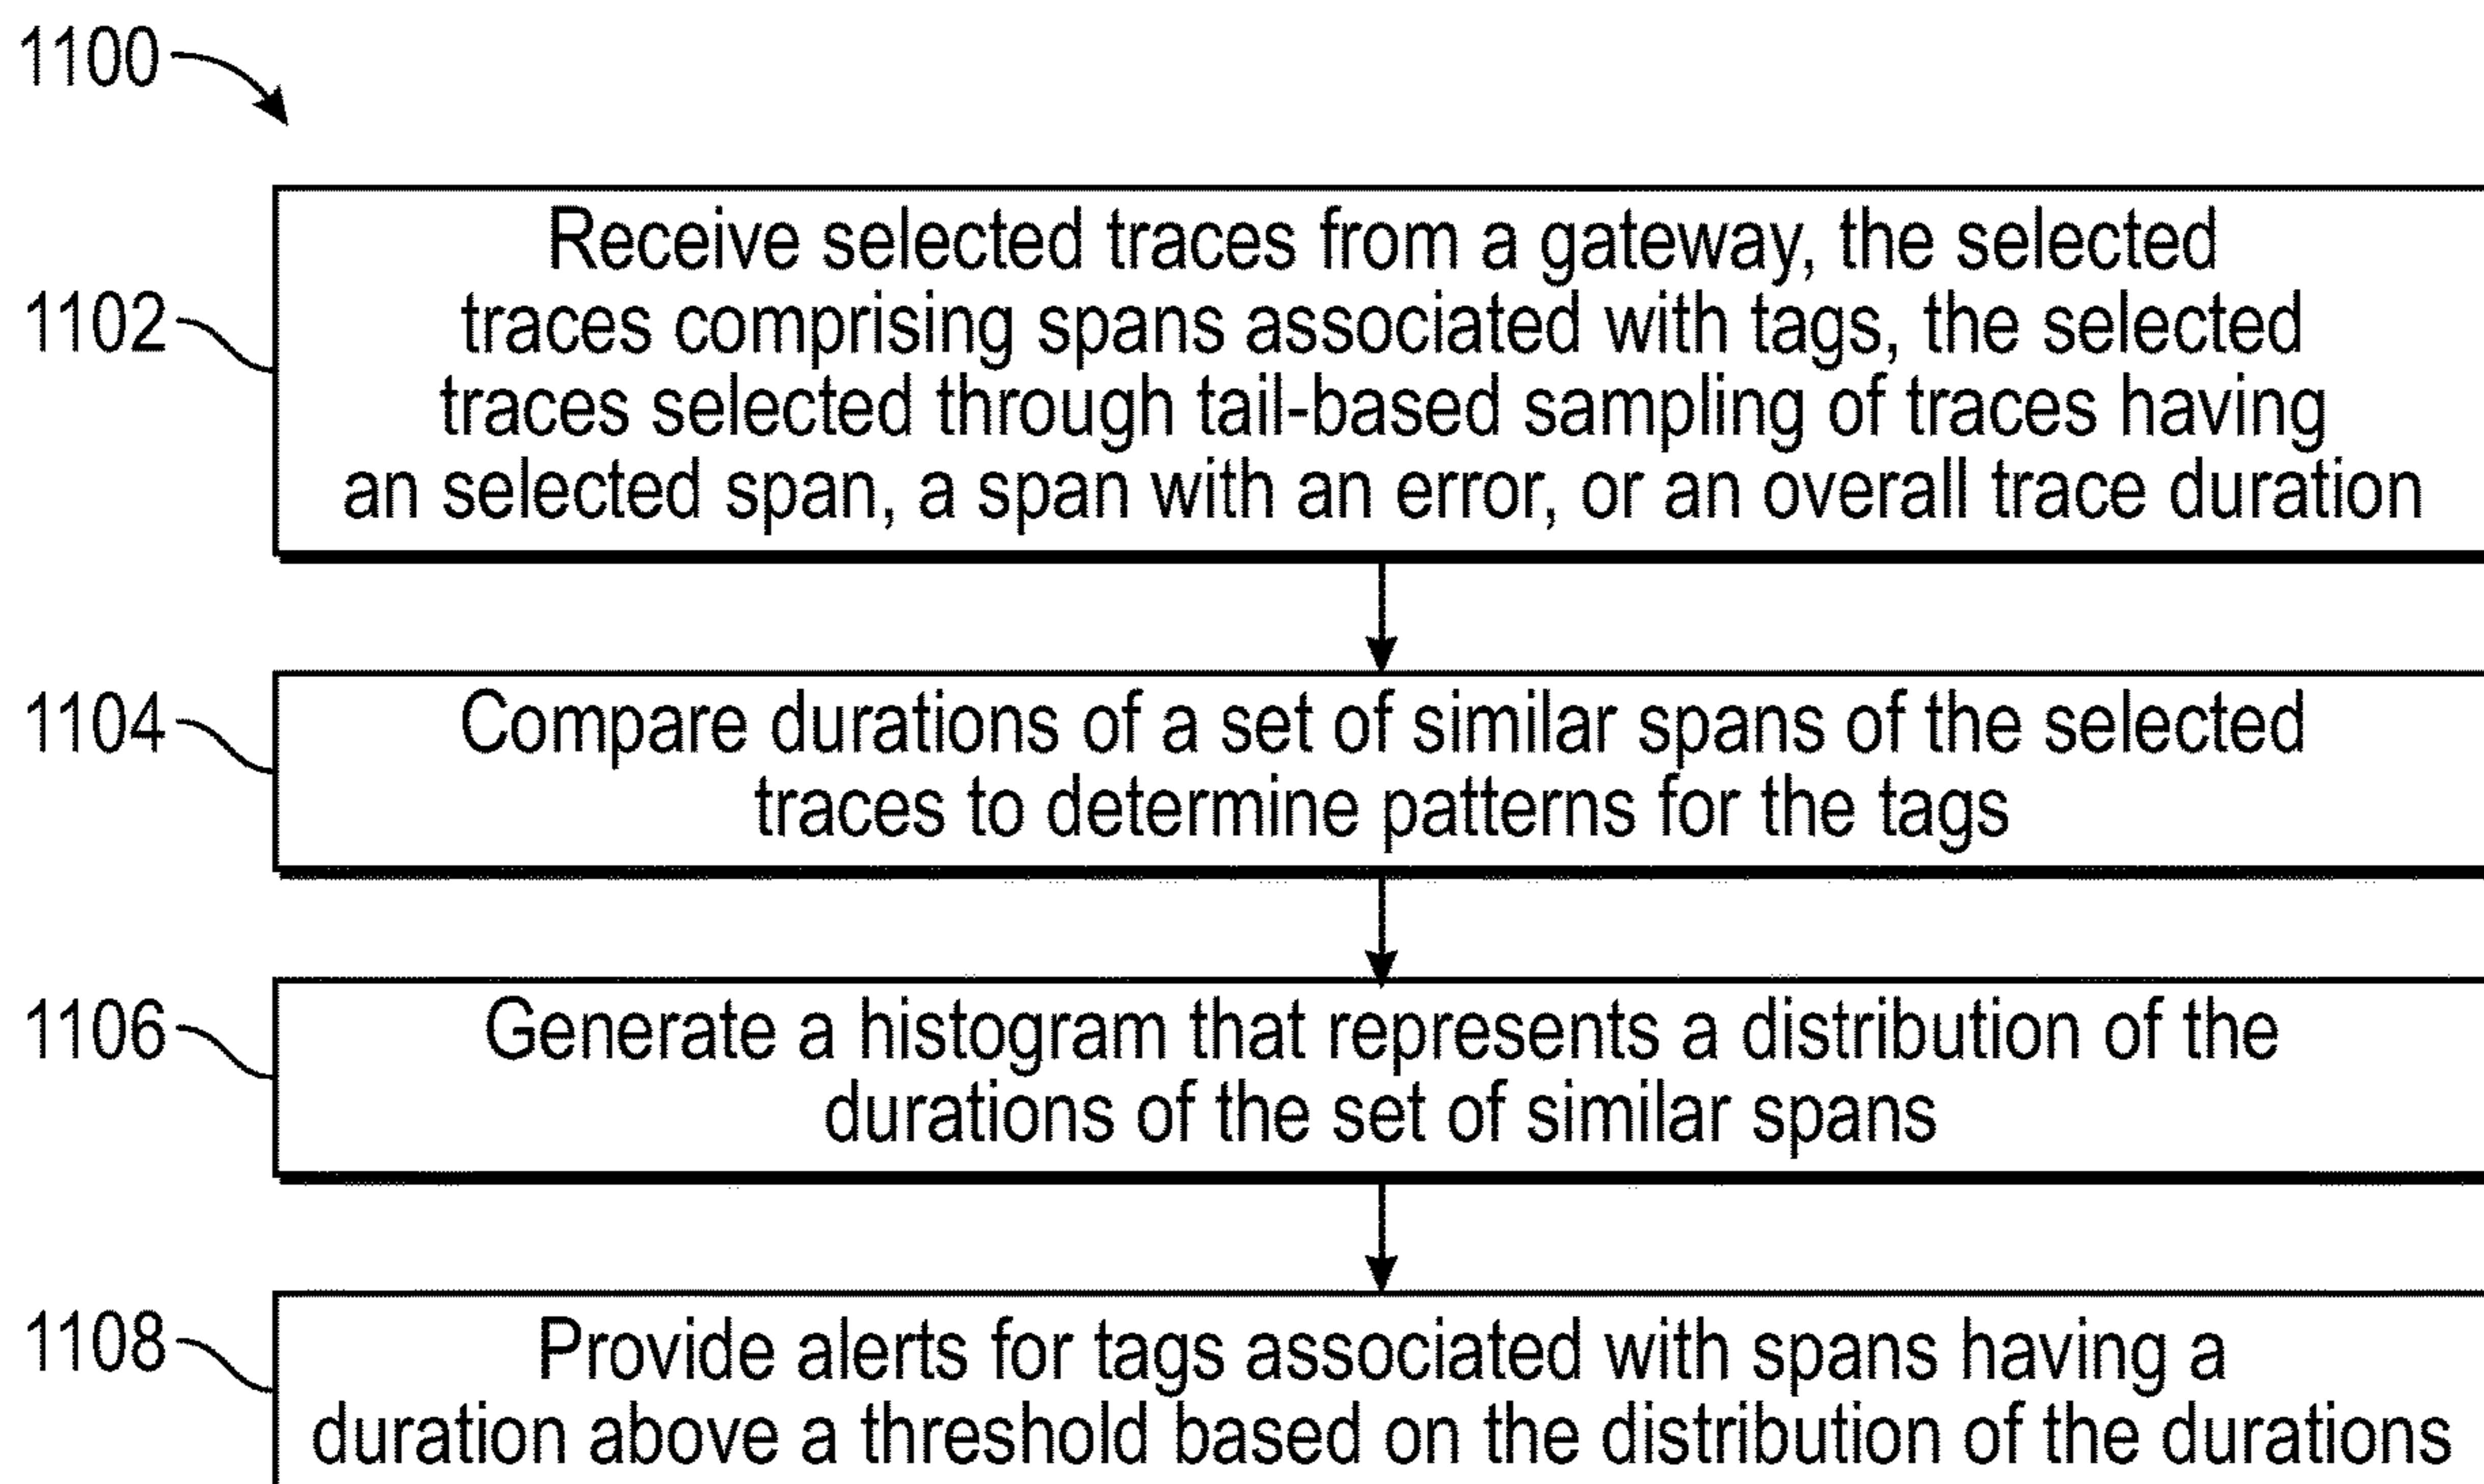 1100
1102
Receive selected traces from a gateway, the selected
traces comprising spans associated with tags, the selected
traces selected through tail-based sampling of traces having
an selected span, a span with an error, or an overall trace duration
1104
Compare durations of a set of similar spans of the selected
traces to determine patterns for the tags
1106
Generate a histogram that represents a distribution of the
durations of the set of similar spans
1108
Provide alerts for tags associated with spans having a
duration above a threshold based on the distribution of the durations